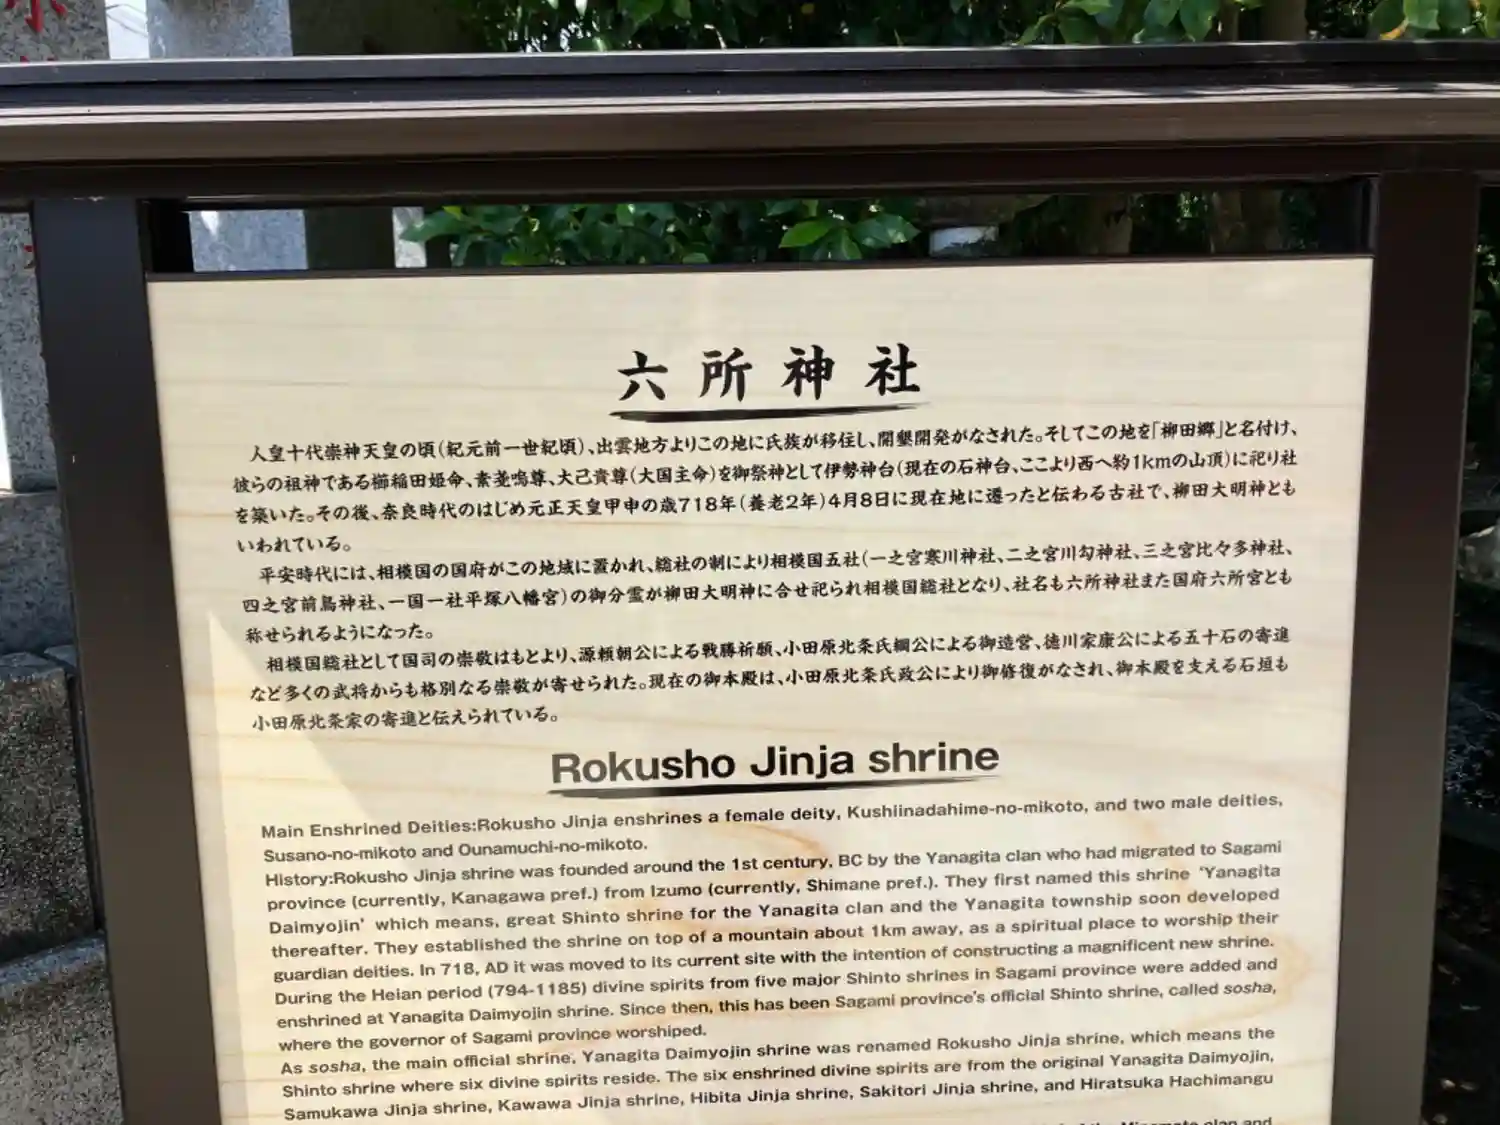 六所神社
人皇十代崇神天皇の頃(紀元前一世紀頃)、出雲地方よりこの地に氏族が移住し、開墾開発がなされた。そしてこの地を「柳田郷」と名付け、
彼らの祖神である櫛稲田姫命、素盞嗚尊、大己貴尊(大国主命)を御祭神として伊勢神台(現在の石神台、ここより西へ約1kmの山頂)に祀り社
を築いた。その後、奈良時代のはじめ元正天皇甲申の歳718年(養老2年)4月8日に現在地に遷ったと伝わる古社で、柳田大明神とも
いわれている。
平安時代には、相模国の国府がこの地域に置かれ、総社の制により相模国五社(一之宮寒川神社、二之宮川勾神社、三之宮比々多神社、
四之宮前鳥神社、一国一社平塚八幡宮)の御分霊が柳田大明神に合せ祀られ相模国総社となり、社名も六所神社また国府六所宮とも
称せられるようになった。
相模国総社として国司の崇敬はもとより、源頼朝公による戦勝祈願、小田原北条氏綱公による御造営、徳川家康公による五十石の寄進
など多くの武将からも格別なる崇敬が寄せられた。現在の御本殿は、小田原北条氏政公により御修復がなされ、御本殿を支える石垣も
小田原北条家の寄進と伝えられている。
Rokusho Jinja shrine
Main Enshrined Deities:Rokusho Jinja enshrines a female deity, Kushiinadahime-no-mikoto, and two male deities,
Susano-no-mikoto and Ounamuchi-no-mikoto.
History:Rokusho Jinja shrine was founded around the 1st century, BC by the Yanagita clan who had migrated to Sagami
province (currently, Kanagawa pref.) from Izumo (currently, Shimane pref.). They first named this shrine ‘Yanagita
Daimyojin’ which means, great Shinto shrine for the Yanagita clan and the Yanagita township soon developed
thereafter. They established the shrine on top of a mountain about 1km away, as a spiritual place to worship their
guardian deities. In 718, AD it was moved to its current site with the intention of constructing a magnificent new shrine.
During the Heian period (794-1185) divine spirits from five major Shinto shrines in Sagami province were added and
enshrined at Yanagita Daimyojin shrine. Since then, this has been Sagami province's official Shinto shrine, called sosha,
where the governor of Sagami province worshiped.
As sosha, the main official shrine, Yanagita Daimyojin shrine was renamed Rokusho Jinja shrine, which means the
Shinto shrine where six divine spirits reside. The six enshrined divine spirits are from the original Yanagita Daimyojin,
Samukawa Jinja shrine, Kawawa Jinja shrine, Hibita Jinja shrine, Sakitori Jinja shrine, and Hiratsuka Hachimangu
clan and